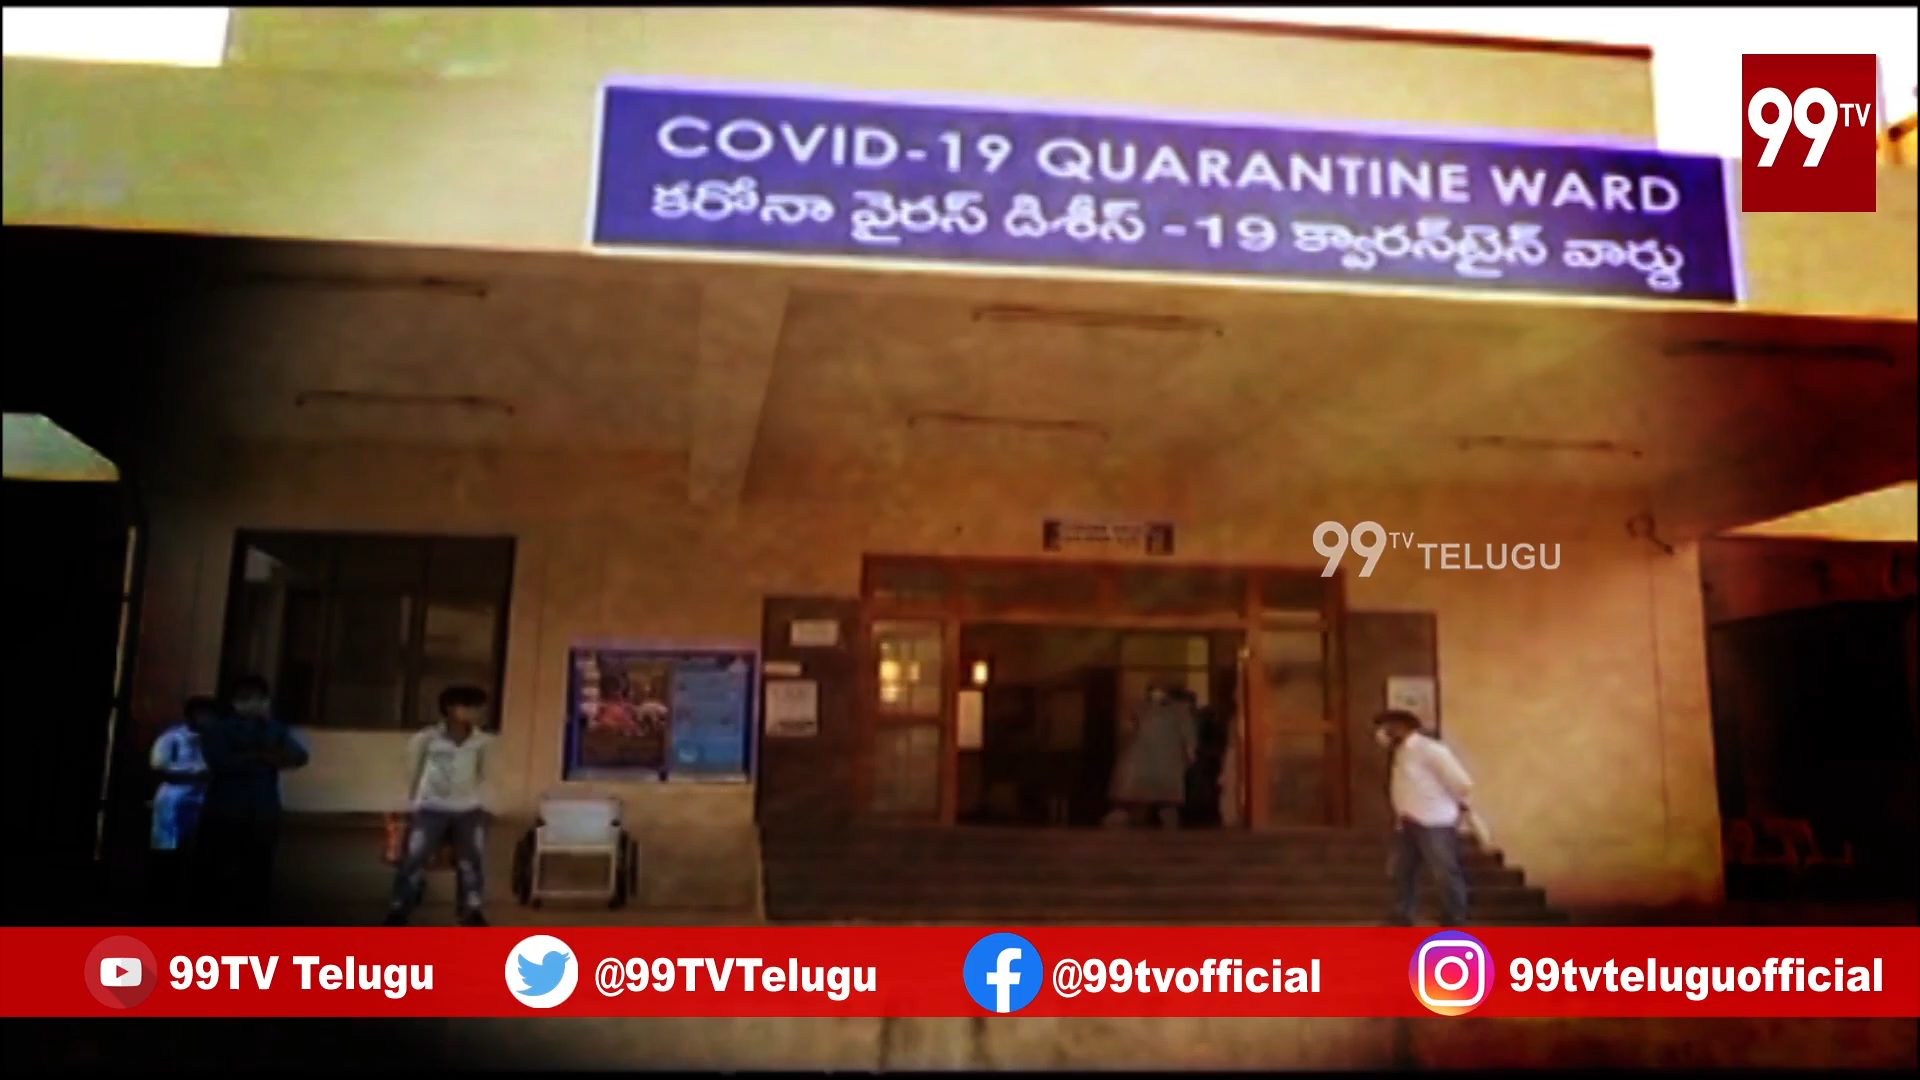 COVID-19 QUARANTINE WARD
కరోనా వైరస్ డిశీస్ -19 క్వారన్‌టైన్ వార్డు
99TV
99TV TELUGU
99TV Telugu
@99TVTelugu
@99tvofficial
99tvteluguofficial